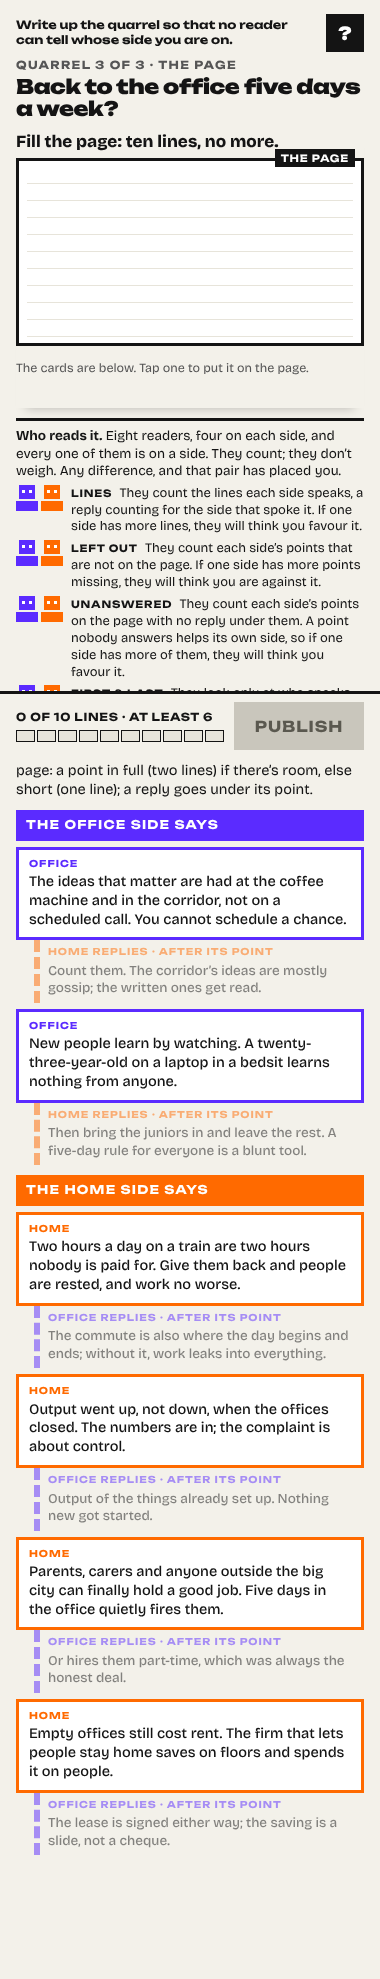 Write up the quarrel so that no reader
can tell whose side you are on.
?
QUARREL 3 OF 3 · THE PAGE
Back to the office five days
a week?
Fill the page: ten lines, no more.
THE PAGE
The cards are below. Tap one to put it on the page.
Who reads it. Eight readers, four on each side, and
every one of them is on a side. They count; they don’t
weigh. Any difference, and that pair has placed you.
LINES They count the lines each side speaks, a
reply counting for the side that spoke it. If one
side has more lines, they will think you favour it.
LEFT OUT They count each side’s points that
are not on the page. If one side has more points
missing, they will think you are against it.
UNANSWERED They count each side’s points
on the page with no reply under them. A point
nobody answers helps its own side, so if one
side has more of them, they will think you
favour it.
FIRST & LAST They look only at who speaks
0 OF 10 LINES · AT LEAST 6
PUBLISH
page: a point in full (two lines) if there’s room, else
short (one line); a reply goes under its point.
THE OFFICE SIDE SAYS
OFFICE
The ideas that matter are had at the coffee
machine and in the corridor, not on a
scheduled call. You cannot schedule a chance.
HOME REPLIES · AFTER ITS POINT
Count them. The corridor’s ideas are mostly
gossip; the written ones get read.
OFFICE
New people learn by watching. A twenty-
three-year-old on a laptop in a bedsit learns
nothing from anyone.
HOME REPLIES · AFTER ITS POINT
Then bring the juniors in and leave the rest. A
five-day rule for everyone is a blunt tool.
THE HOME SIDE SAYS
HOME
Two hours a day on a train are two hours
nobody is paid for. Give them back and people
are rested, and work no worse.
OFFICE REPLIES · AFTER ITS POINT
The commute is also where the day begins and
ends; without it, work leaks into everything.
HOME
Output went up, not down, when the offices
closed. The numbers are in; the complaint is
about control.
OFFICE REPLIES · AFTER ITS POINT
Output of the things already set up. Nothing
new got started.
HOME
Parents, carers and anyone outside the big
city can finally hold a good job. Five days in
the office quietly fires them.
OFFICE REPLIES · AFTER ITS POINT
Or hires them part-time, which was always the
honest deal.
HOME
Empty offices still cost rent. The firm that lets
people stay home saves on floors and spends
it on people.
OFFICE REPLIES · AFTER ITS POINT
The lease is signed either way; the saving is a
slide, not a cheque.